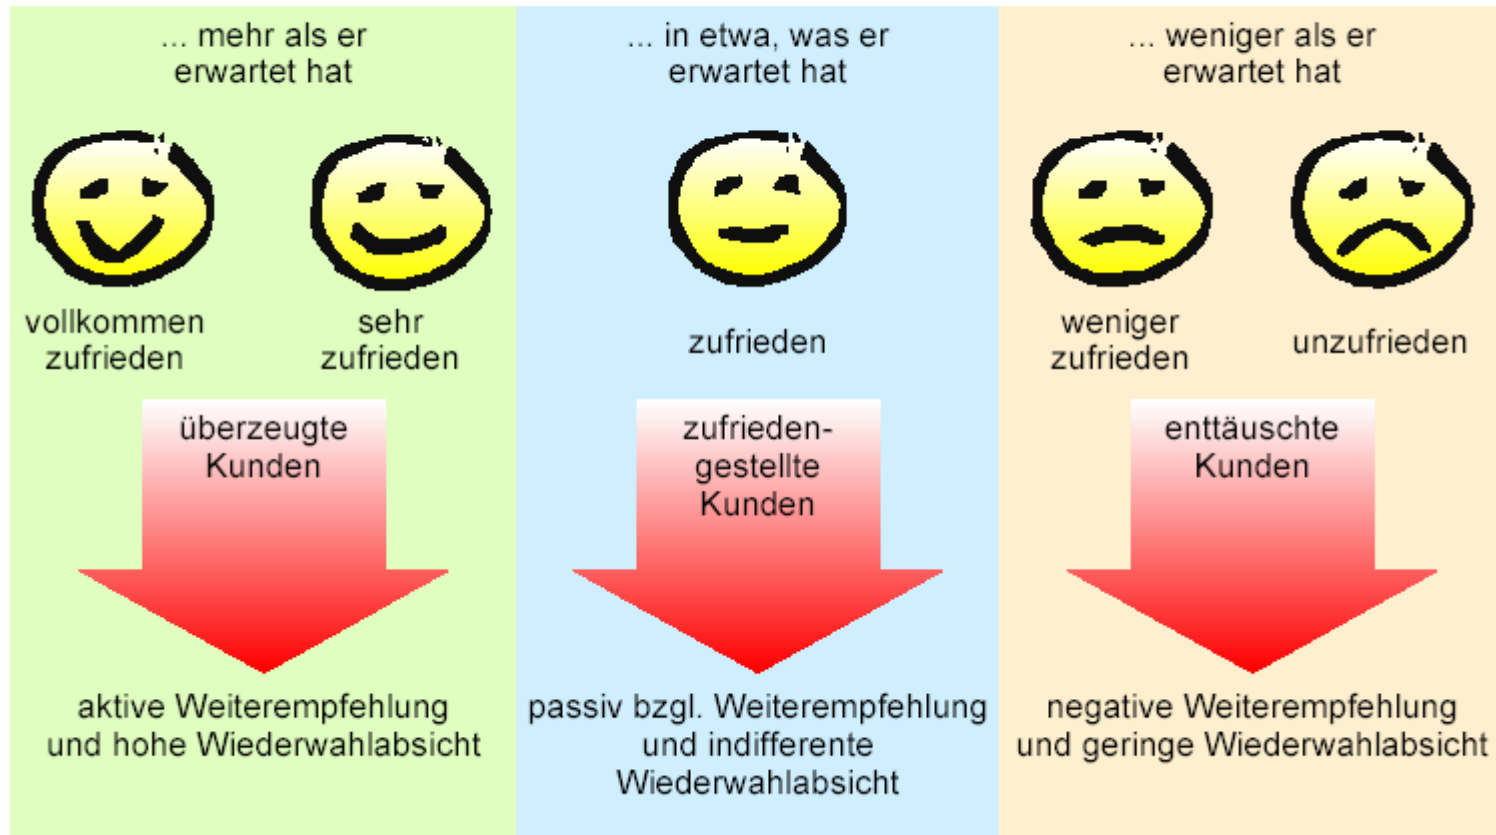 ... mehr als er
erwartet hat
vollkommen
zufrieden
sehr
zufrieden
überzeugte
Kunden
aktive Weiterempfehlung
und hohe Wiederwahlabsicht
... in etwa, was er
erwartet hat
zufrieden
zufrieden-
gestellte
Kunden
passiv bzgl. Weiterempfehlung
und indifferente
Wiederwahlabsicht
... weniger als er
erwartet hat
weniger
zufrieden
unzufrieden
enttäuschte
Kunden
negative Weiterempfehlung
und geringe Wiederwahlabsicht